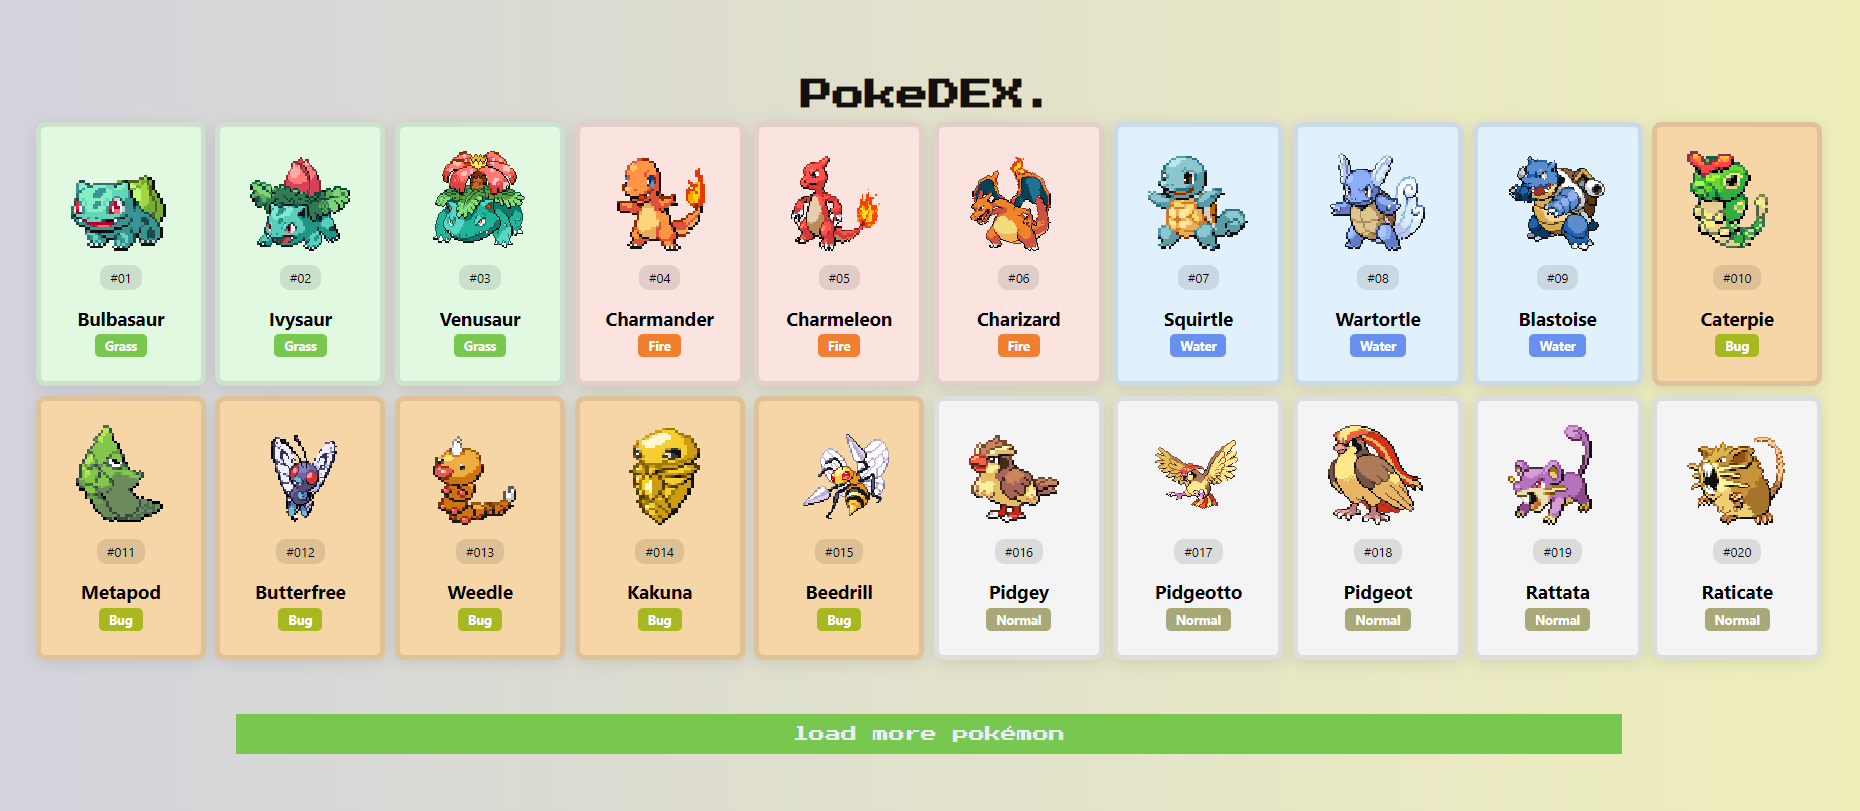 PokeDEX.
#01
Bulbasaur
Grass
#02
Ivysaur
Grass
#03
Venusaur
Grass
#04
Charmander
Fire
#05
Charmeleon
Fire
#06
Charizard
Fire
#07
Squirtle
Water
#08
Wartortle
Water
#09
Blastoise
Water
#010
Caterpie
Bug
#011
Metapod
Bug
#012
Butterfree
Bug
#013
Weedle
Bug
#014
Kakuna
Bug
#015
Beedrill
Bug
#016
Pidgey
Normal
#017
Pidgeotto
Normal
#018
Pidgeot
Normal
#019
Rattata
Normal
#020
Raticate
Normal
load more pokémon